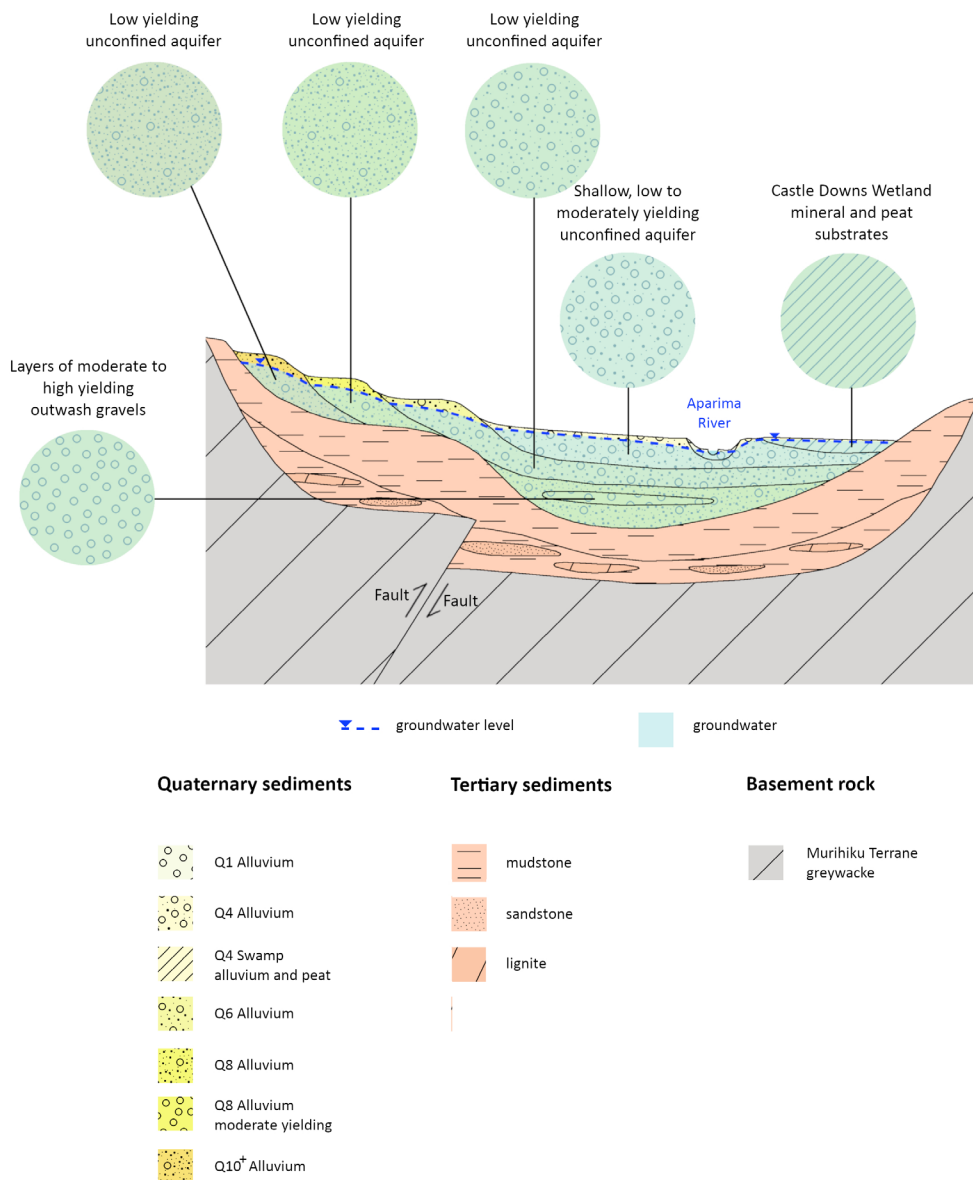 Low yielding
unconfined aquifer
Low yielding
unconfined aquifer
Low yielding
unconfined aquifer
Shallow, low to
moderately yielding
unconfined aquifer
Castle Downs Wetland
mineral and peat
substrates
Layers of moderate to
high yielding
outwash gravels
Aparima
River
Fault
Fault
groundwater level
groundwater
Quaternary sediments
Q1 Alluvium
Q4 Alluvium
Q4 Swamp
alluvium and peat
Q6 Alluvium
Q8 Alluvium
Q8 Alluvium
moderate yielding
Q10+ Alluvium
Tertiary sediments
mudstone
sandstone
lignite
Basement rock
Murihiku Terrane
greywacke